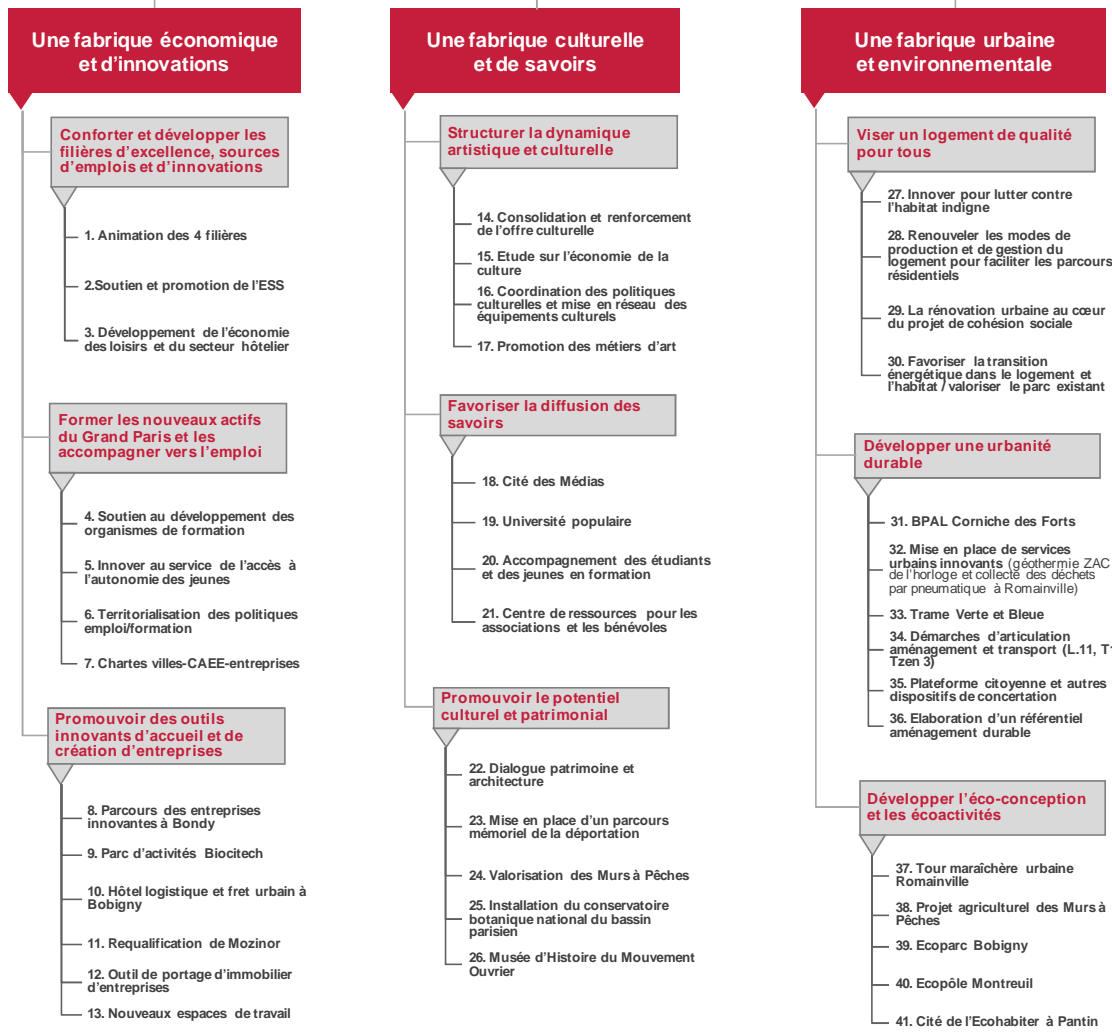 Une fabrique économique
et d'innovations
Conforter et développer les
filières d'excellence, sources
d'emplois et d'innovations
1. Animation des 4 filières
2.Soutien et promotion de l'ESS
3. Développement de l'économie
des loisirs et du secteur hôtelier
Former les nouveaux actifs
du Grand Paris et les
accompagner vers l'emploi
4. Soutien au développement des
organismes de formation
5. Innover au service de l'accès à
l'autonomie des jeunes
6. Territorialisation des politiques
emploi/formation
7. Chartes villes-CAEE-entreprises
Promouvoir des outils
innovants d'accueil et de
création d'entreprises
8. Parcours des entreprises
innovantes à Bondy
9. Parc d'activités Biocitech
10. Hôtel logistique et fret urbain à
Bobigny
11. Requalification de Mozinor
12. Outil de portage d'immobilier
d'entreprises
13. Nouveaux espaces de travail
Une fabrique culturelle
et de savoirs
Structurer la dynamique
artistique et culturelle
14. Consolidation et renforcement
de l'offre culturelle
15. Etude sur l'économie de la
culture
16. Coordination des politiques
culturelles et mise en réseau des
équipements culturels
17. Promotion des métiers d'art
Favoriser la diffusion des
savoirs
18. Cité des Médias
19. Université populaire
20. Accompagnement des étudiants
et des jeunes en formation
21. Centre de ressources pour les
associations et les bénévoles
Promouvoir le potentiel
culturel et patrimonial
22. Dialogue patrimoine et
architecture
23. Mise en place d'un parcours
mémoriel de la déportation
24. Valorisation des Murs à Pêches
25. Installation du conservatoire
botanique national du bassin
parisien
26. Musée d'Histoire du Mouvement
Ouvrier
Une fabrique urbaine
et environnementale
Viser un logement de qualité
pour tous
27. Innover pour lutter contre
l'habitat indigne
28. Renouveler les modes de
production et de gestion du
logement pour faciliter les parcours
résidentiels
29. La rénovation urbaine au cœur
du projet de cohésion sociale
30. Favoriser la transition
énergétique dans le logement et
l'habitat / valoriser le parc existant
Développer une urbanité
durable
31. BPAL Corniche des Forts
32. Mise en place de services
urbains innovants (géothermie ZAC
de l'horloge et collecte des déchets
par pneumatique à Romainville)
33. Trame Verte et Bleue
34. Démarches d'articulation
aménagement et transport (L.11,
Tzen 3)
35. Plateforme citoyenne et autres
dispositifs de concertation
36. Elaboration d'un référentiel
aménagement durable
Développer l'éco-conception
et les écoactivités
37. Tour maraîchère urbaine
Romainville
38. Projet agriculturel des Murs à
Pêches
39. Ecoparc Bobigny
40. Ecopôle Montreuil
41. Cité de l'Ecohabiter à Pantin